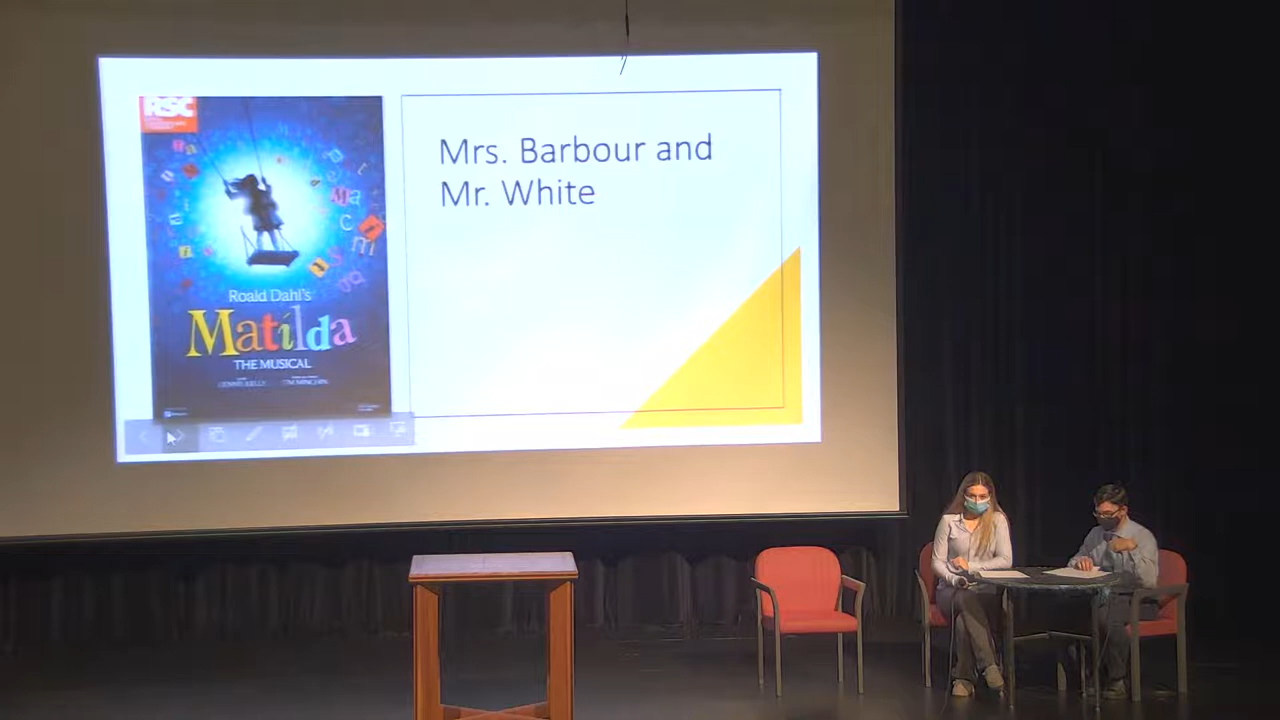 RSC
Mrs. Barbour and
Mr. White
Roald Dahl's
Matilda
THE MUSICAL